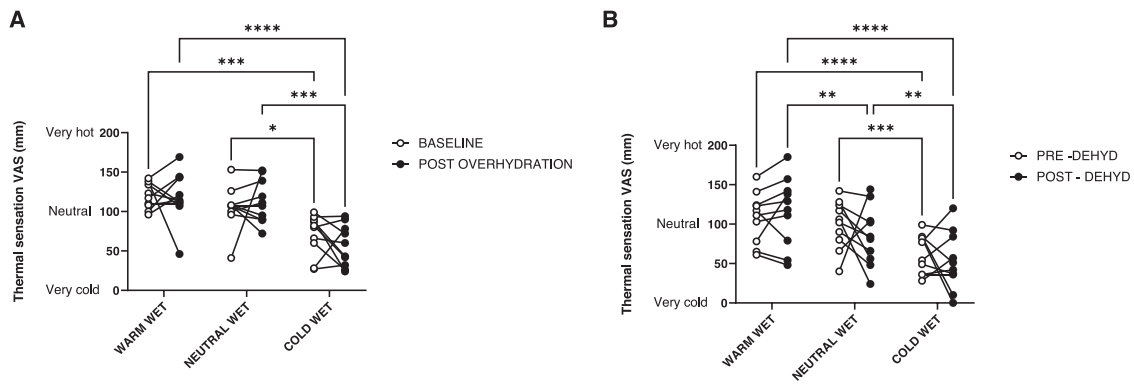 A
Thermal sensation VAS (mm)
Very hot
Neutral
Very cold
200
150
100
50
0
****
***
***
*
BASELINE
POST OVERHYDRATION
WARM WET
NEUTRAL WET
COLD WET
B
Thermal sensation VAS (mm)
Very hot
Neutral
Very cold
200
150
100
50
0
****
****
**
**
***
PRE -DEHYD
POST - DEHYD
WARM WET
NEUTRAL WET
COLD WET